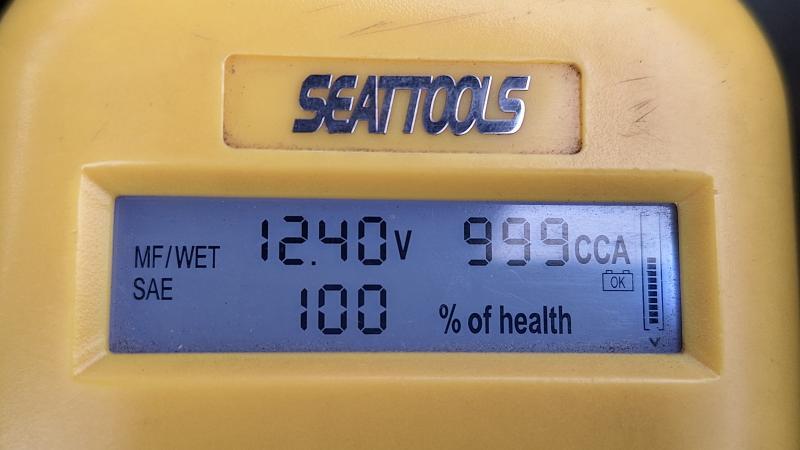 SEATTOOLS
MF/WET 12.40V 999CCA
SAE OK
100 % of health
V